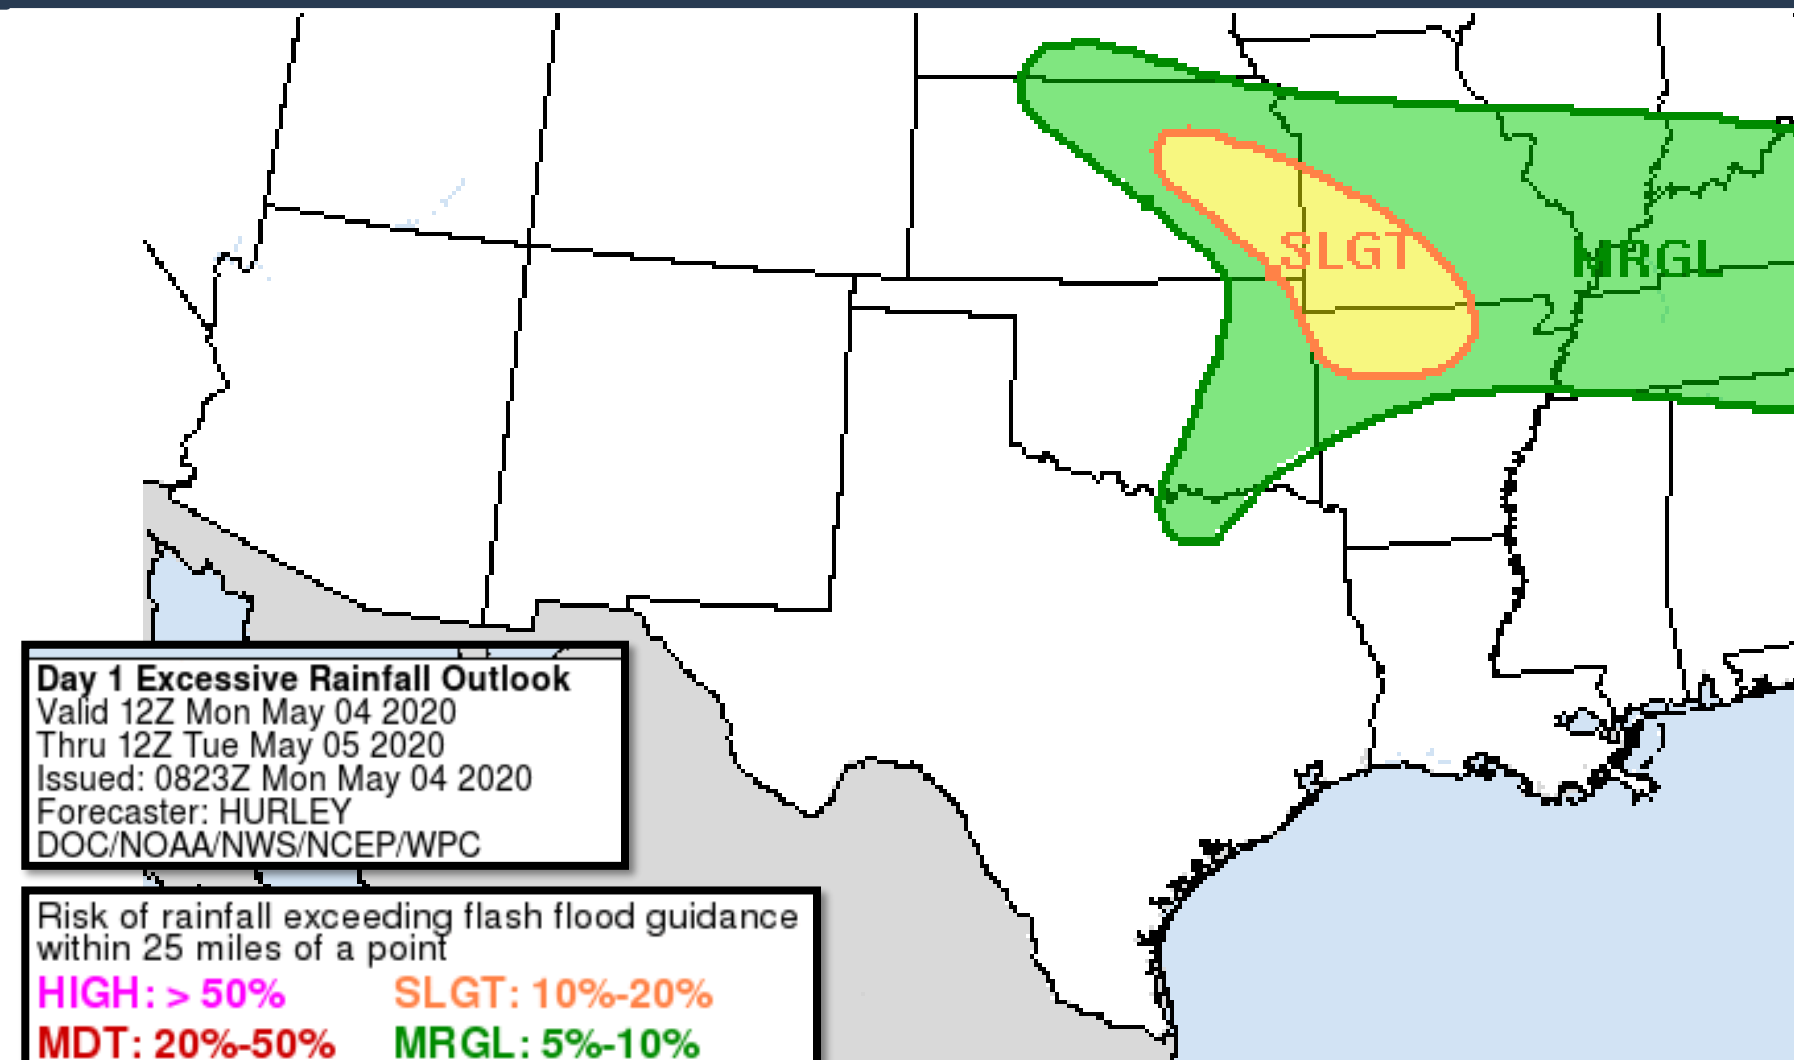 SLGT
MRGL
Day 1 Excessive Rainfall Outlook
Valid 12Z Mon May 04 2020
Thru 12Z Tue May 05 2020
Issued: 0823Z Mon May 04 2020
Forecaster: HURLEY
DOC/NOAA/NWS/NCEP/WPC
Risk of rainfall exceeding flash flood guidance
within 25 miles of a point
HIGH: > 50% SLGT: 10%-20%
MDT: 20%-50% MRGL: 5%-10%